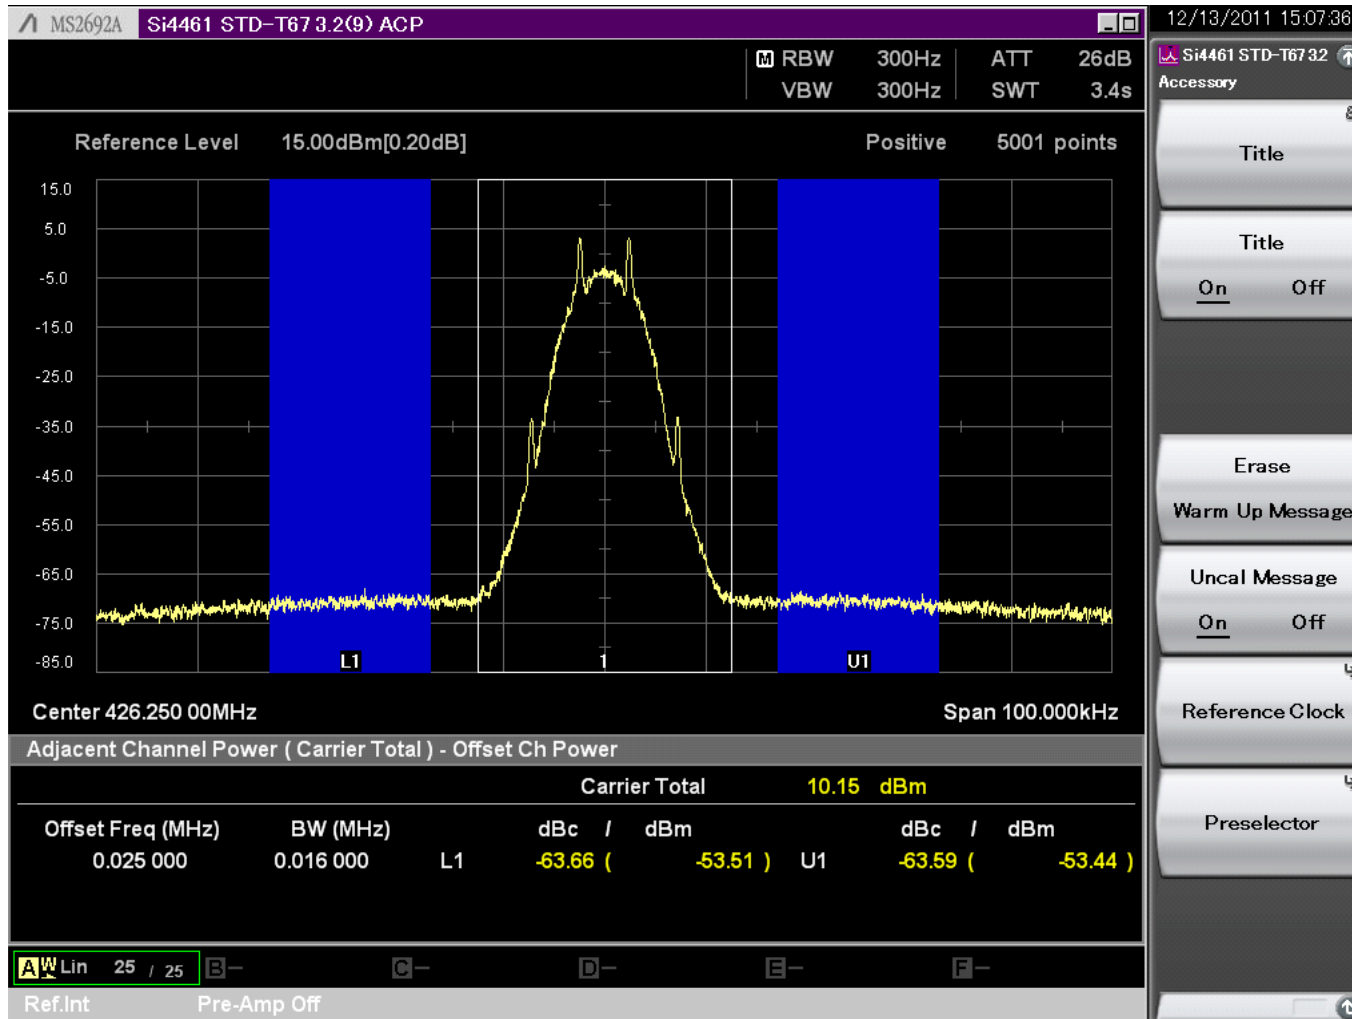 MS2692A Si4461 STD-T67 3.2(9) ACP
12/13/2011 15:07:36
M RBW 300Hz ATT 26dB
VBW 300Hz SWT 3.4s
Reference Level 15.00dBm[0.20dB] Positive 5001 points
15.0
5.0
-5.0
-15.0
-25.0
-35.0
-45.0
-55.0
-65.0
-75.0
-85.0
L1 1 U1
Center 426.250 00MHz Span 100.000kHz
Adjacent Channel Power ( Carrier Total ) - Offset Ch Power
Carrier Total 10.15 dBm
Offset Freq (MHz) BW (MHz) dBc / dBm dBc / dBm
0.025 000 0.016 000 L1 -63.66 ( -53.51 ) U1 -63.59 ( -53.44 )
A W Lin 25 / 25 B- C- D- E- F-
Ref.Int Pre-Amp Off
Si4461 STD-T67 3.2
Accessory
Title
Title
On Off
Erase
Warm Up Message
Uncal Message
On Off
Reference Clock
Preselector